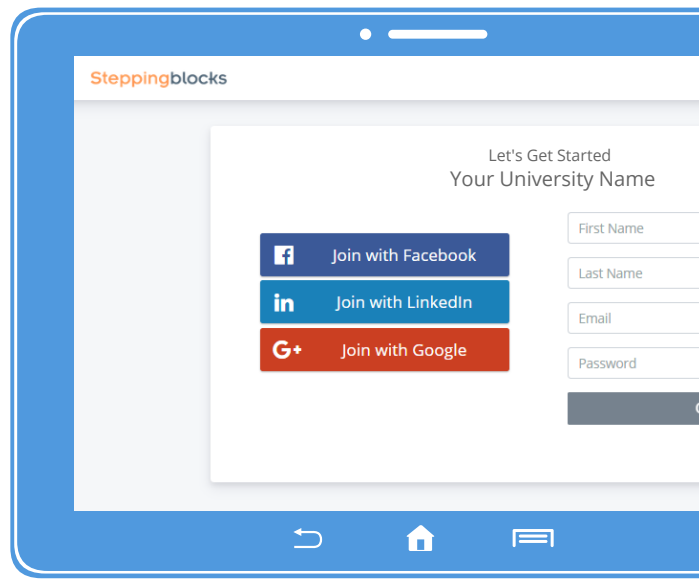 Steppingblocks
Let's Get Started
Your University Name
Join with Facebook
Join with LinkedIn
Join with Google
First Name
Last Name
Email
Password